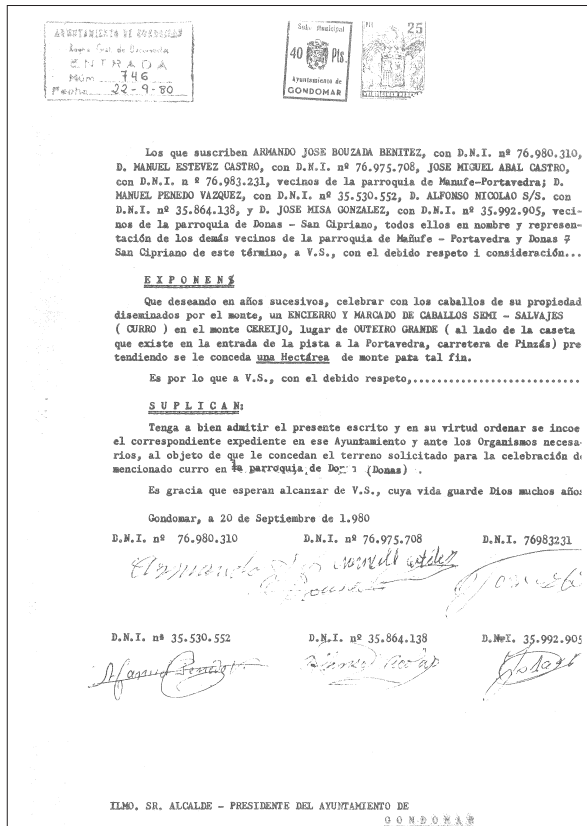 AYUNTAMIENTO DE GONDOMAR
ENTRADA
Núm. 746
Fecha 22-9-80
Sello Municipal
40 Pts.
Ayuntamiento de
GONDOMAR
25
Los que suscriben ARMANDO JOSE BOUZADA BENITEZ, con D.N.I. nº 76.980.310,
D. MANUEL ESTEVEZ CASTRO, con D.N.I. nº 76.975.708, JOSE MIGUEL ABAL CASTRO,
con D.N.I. n º 76.983.231, vecinos de la parroquia de Manufe-Portavedra; D.
MANUEL PENEDO VAZQUEZ, con D.N.I. nº 35.530.552, D. ALFONSO NICOLAO S/S. con
D.N.I. nº 35.864.138, y D. JOSE MISA GONZALEZ, con D.N.I. nº 35.992.905, veci-
nos de la parroquia de Donas - San Cipriano, todos ellos en nombre y represen-
tación de los demás vecinos de la parroquia de Mañufe - Portavedra y Donas
San Cipriano de este término, a V.S., con el debido respeto i consideración...
EXPONEN
Que deseando en años sucesivos, celebrar con los caballos de su propiedad
diseminados por el monte, un ENCIERRO Y MARCADO DE CABALLOS SEMI - SALVAJES
( CURRO ) en el monte CEREIJO, lugar de OUTEIRO GRANDE ( al lado de la caseta
que existe en la entrada de la pista a la Portavedra, carretera de Pinzás) pre
tendiendo se le conceda una Hectárea de monte pata tal fin.
Es por lo que a V.S., con el debido respeto,..........................
SUPLICAN:
Tenga a bien admitir el presente escrito y en su virtud ordenar se incoe
el correspondiente expediente en ese Ayuntamiento y ante los Organismos necesa-
rios, al objeto de que le concedan el terreno solicitado para la celebración de
mencionado curro en la parroquia de (Donas) .
Es gracia que esperan alcanzar de V.S., cuya vida guarde Dios muchos años
Gondomar, a 20 de Septiembre de 1.980
D.N.I. nº 76.980.310 D.N.I. nº 76.975.708 D.N.I. 76983231
Armando
D.N.I. nº 35.530.552 D.N.I. nº 35.864.138 D.N.I. 35.992.905
Manuel Penedo
ILMO. SR. ALCALDE - PRESIDENTE DEL AYUNTAMIENTO DE
GONDOMAR